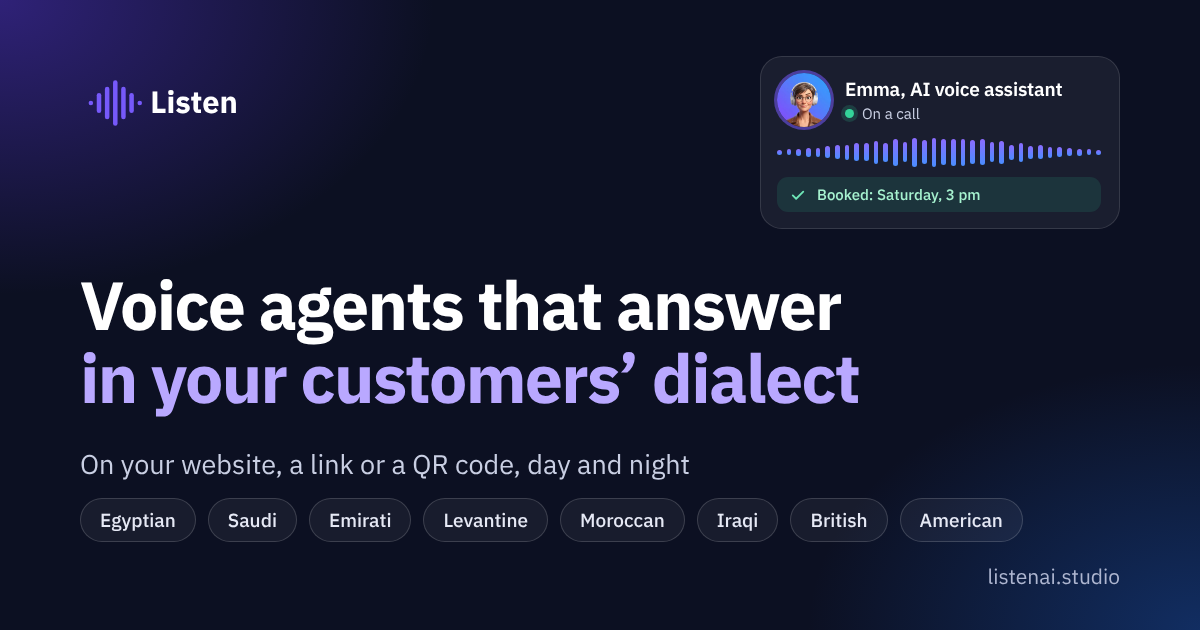 Listen
Emma, AI voice assistant
On a call
Booked: Saturday, 3 pm
Voice agents that answer
in your customers’ dialect
On your website, a link or a QR code, day and night
Egyptian Saudi Emirati Levantine Moroccan Iraqi British American
listenai.studio